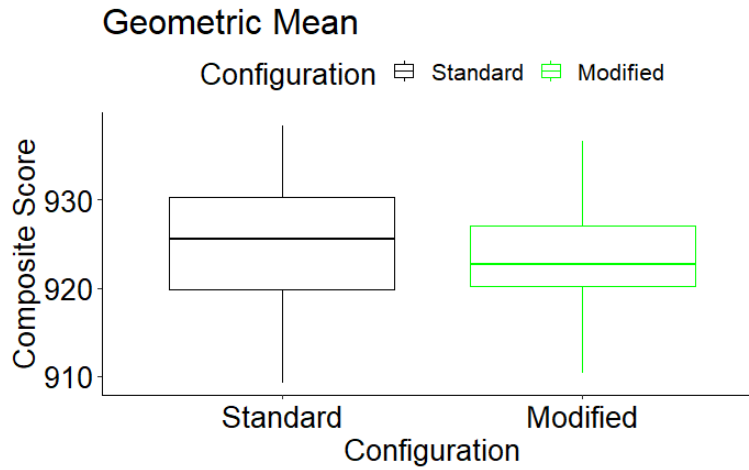 Geometric Mean
Configuration Standard Modified
Composite Score
930
920
910
Standard Modified
Configuration